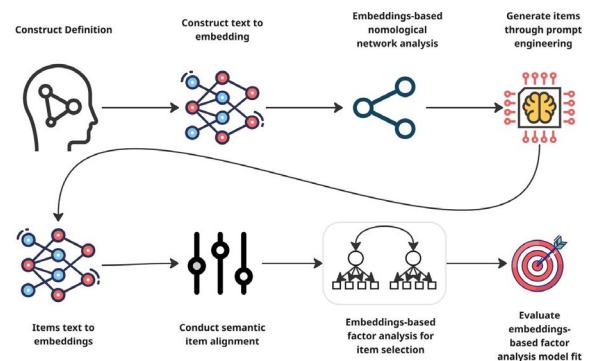 Construct Definition
Construct text to
embedding
Embeddings-based
nomological
network analysis
Generate items
through prompt
engineering
Items text to
embeddings
Conduct semantic
item alignment
Embeddings-based
factor analysis for
item selection
Evaluate
embeddings-
based factor
analysis model fit